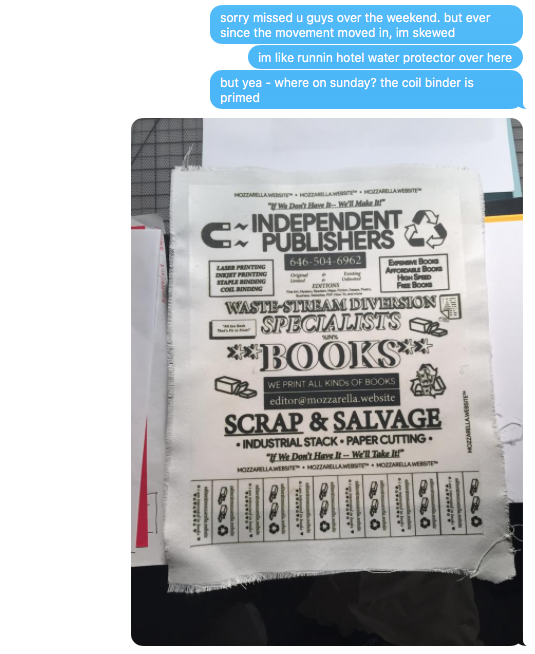 sorry missed u guys over the weekend. but ever
since the movement moved in, im skewed
im like runnin hotel water protector over here
but yea - where on sunday? the coil binder is
primed
MOZZARELLA.WEBSITE™ • MOZZARELLA.WEBSITE™ • MOZZARELLA.WEBSITE™
"If We Don't Have It-- We'll Make It!"
INDEPENDENT
PUBLISHERS
646-504-6962
LASER PRINTING
INKJET PRINTING
STAPLE BINDING
COIL BINDING
Original
Limited
Existing
Unlimited
EDITIONS
Expensive Books
Affordable Books
High Speed
Free Books
WASTE-STREAM DIVERSION
SPECIALISTS
"All the Book
That's Fit to Print!"
%IN%
**BOOKS**
WE PRINT ALL KINDs OF BOOKS
editor@mozzarella.website
SCRAP & SALVAGE
• INDUSTRIAL STACK • PAPER CUTTING •
"If We Don't Have It -- We'll Take It!"
MOZZARELLA.WEBSITE™ • MOZZARELLA.WEBSITE™ • MOZZARELLA.WEBSITE™
MOZZARELLA.WEBSITE™